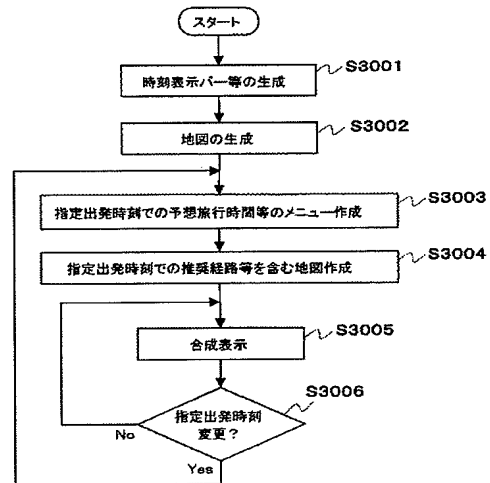 スタート
時刻表示バー等の生成
S3001
地図の生成
S3002
指定出発時刻での予想旅行時間等のメニュー作成
S3003
指定出発時刻での推奨経路等を含む地図作成
S3004
合成表示
S3005
指定出発時刻
変更?
S3006
No
Yes